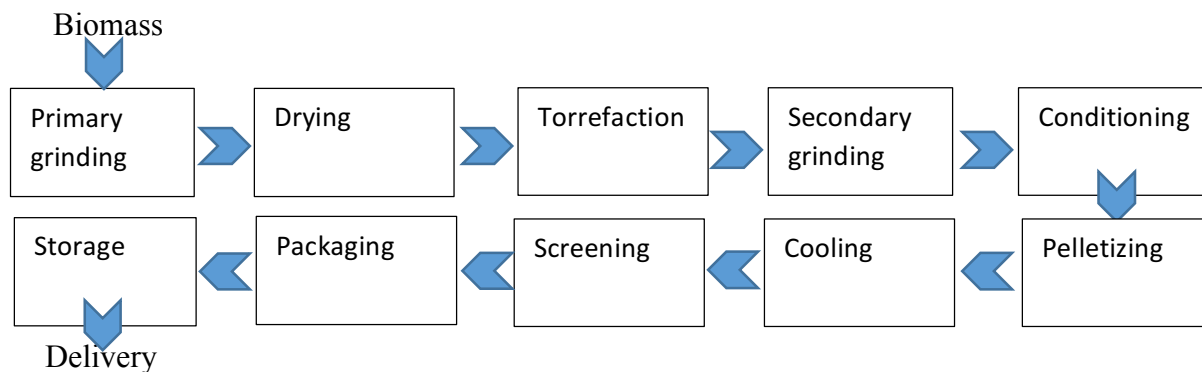 Biomass
Primary
grinding
Drying
Torrefaction
Secondary
grinding
Conditioning
Pelletizing
Cooling
Screening
Packaging
Storage
Delivery